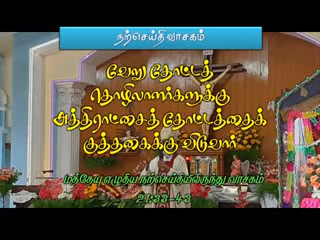 நற்செய்தி வாசகம்
வேறு தோட்டத்
தொழிலாளர்களுக்கு
அத்திராட்சைத் தோட்டத்தைக்
குத்தகைக்கு விடுவார்
மத்தேயு எழுதிய நற்செய்தியிலிருந்து வாசகம்
21:33-43